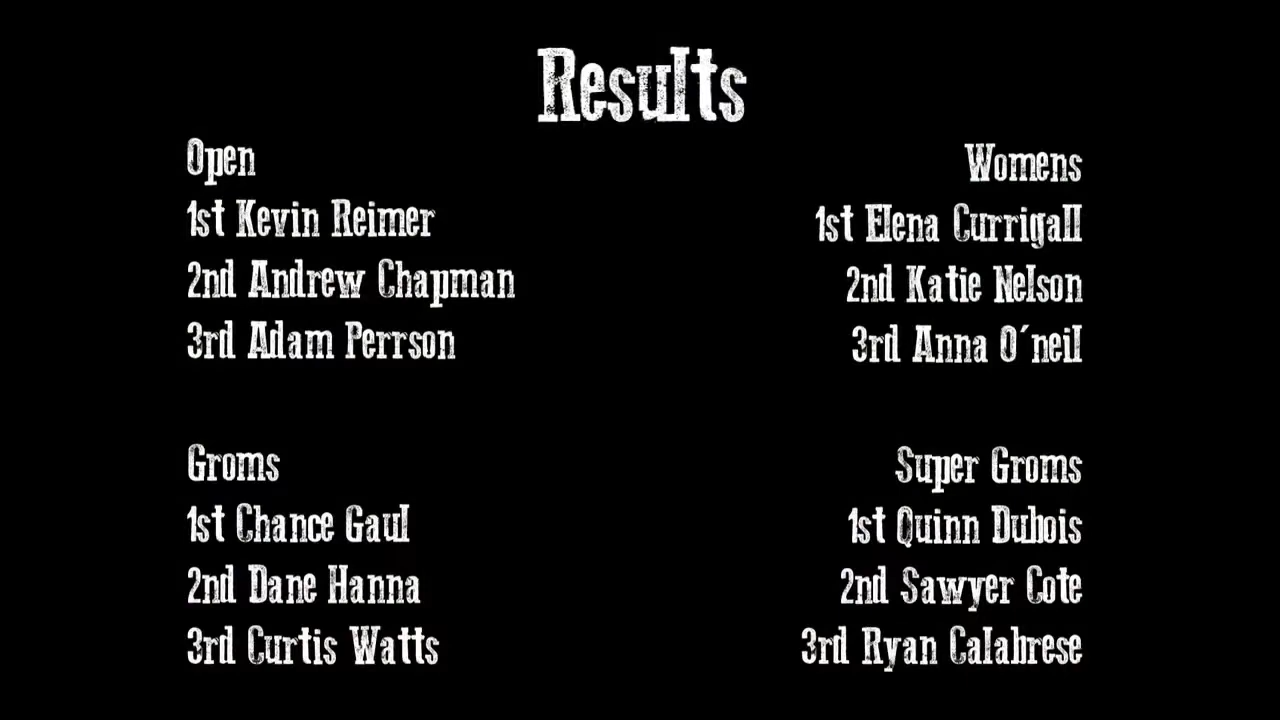 Results
Open
1st Kevin Reimer
2nd Andrew Chapman
3rd Adam Perrson
Womens
1st Elena Currigall
2nd Katie Nelson
3rd Anna O´neil
Groms
1st Chance Gaul
2nd Dane Hanna
3rd Curtis Watts
Super Groms
1st Quinn Dubois
2nd Sawyer Cote
3rd Ryan Calabrese